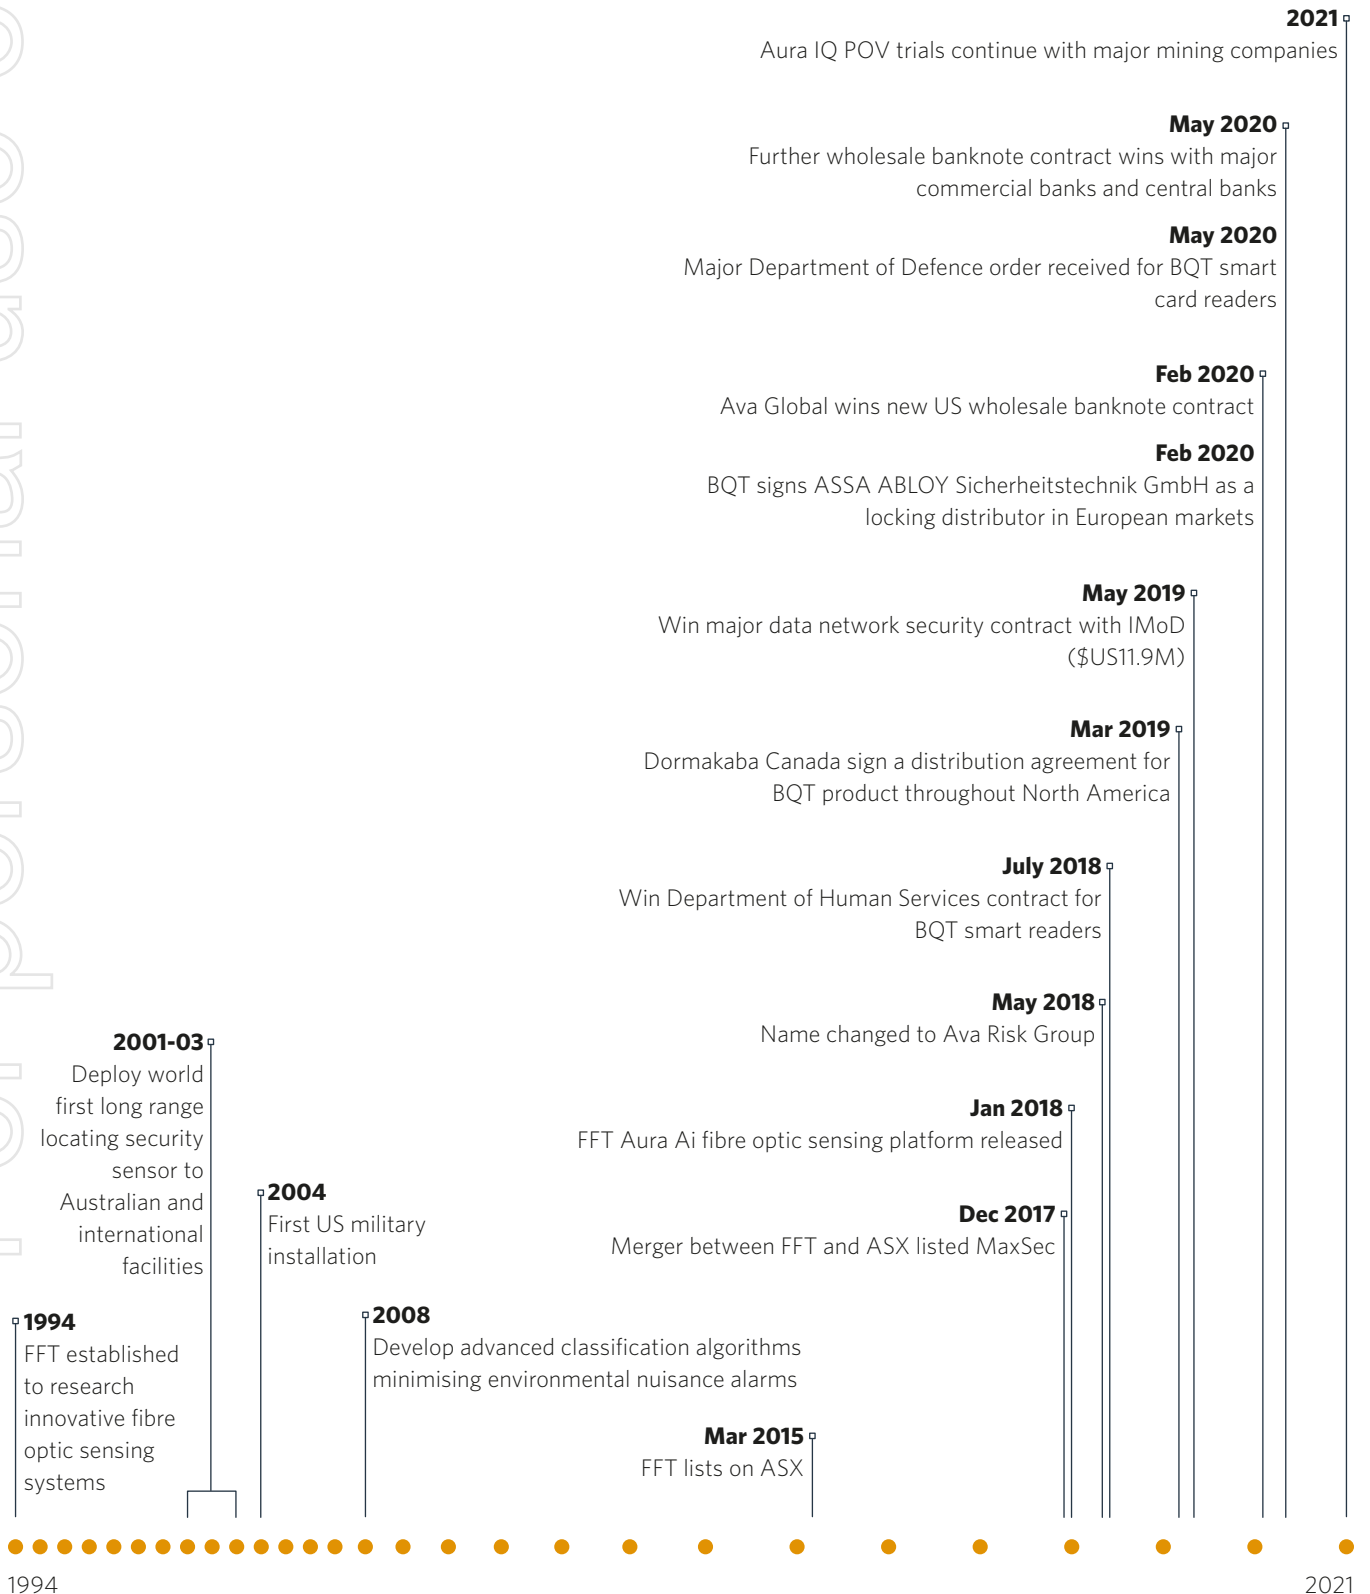 2021
Aura IQ POV trials continue with major mining companies
May 2020
Further wholesale banknote contract wins with major
commercial banks and central banks
May 2020
Major Department of Defence order received for BQT smart
card readers
Feb 2020
Ava Global wins new US wholesale banknote contract
Feb 2020
BQT signs ASSA ABLOY Sicherheitstechnik GmbH as a
locking distributor in European markets
May 2019
Win major data network security contract with IMoD
($US11.9M)
Mar 2019
Dormakaba Canada sign a distribution agreement for
BQT product throughout North America
July 2018
Win Department of Human Services contract for
BQT smart readers
May 2018
Name changed to Ava Risk Group
Jan 2018
FFT Aura Ai fibre optic sensing platform released
Dec 2017
Merger between FFT and ASX listed MaxSec
2001-03
Deploy world
first long range
locating security
sensor to
Australian and
international
facilities
2004
First US military
installation
1994
FFT established
to research
innovative fibre
optic sensing
systems
2008
Develop advanced classification algorithms
minimising environmental nuisance alarms
Mar 2015
FFT lists on ASX
1994
2021